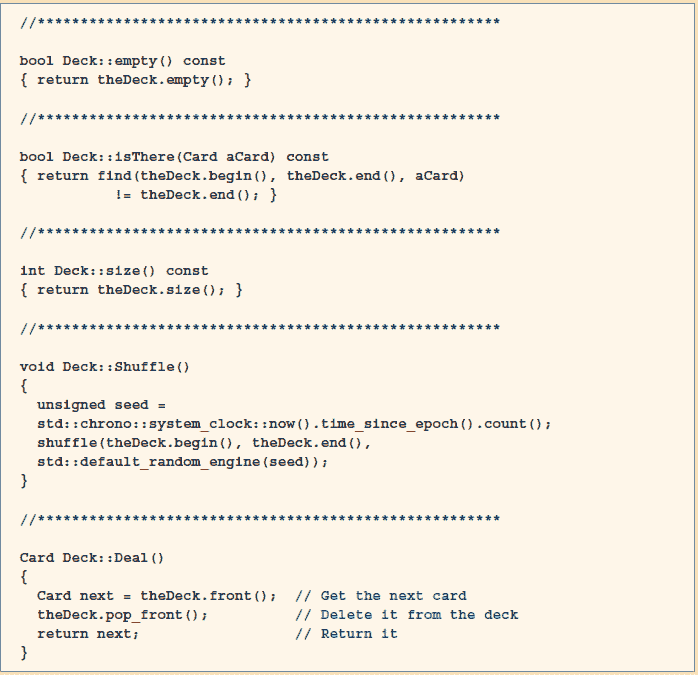 //******************************************************
bool Deck::empty() const
{ return theDeck.empty(); }
//******************************************************
bool Deck::isThere(Card aCard) const
{ return find(theDeck.begin(), theDeck.end(), aCard)
           != theDeck.end(); }
//******************************************************
int Deck::size() const
{ return theDeck.size(); }
//******************************************************
void Deck::Shuffle()
{
  unsigned seed =
  std::chrono::system_clock::now().time_since_epoch().count();
  shuffle(theDeck.begin(), theDeck.end(),
  std::default_random_engine(seed));
}
//******************************************************
Card Deck::Deal()
{
  Card next = theDeck.front();  // Get the next card
  theDeck.pop_front();          // Delete it from the deck
  return next;                  // Return it
}